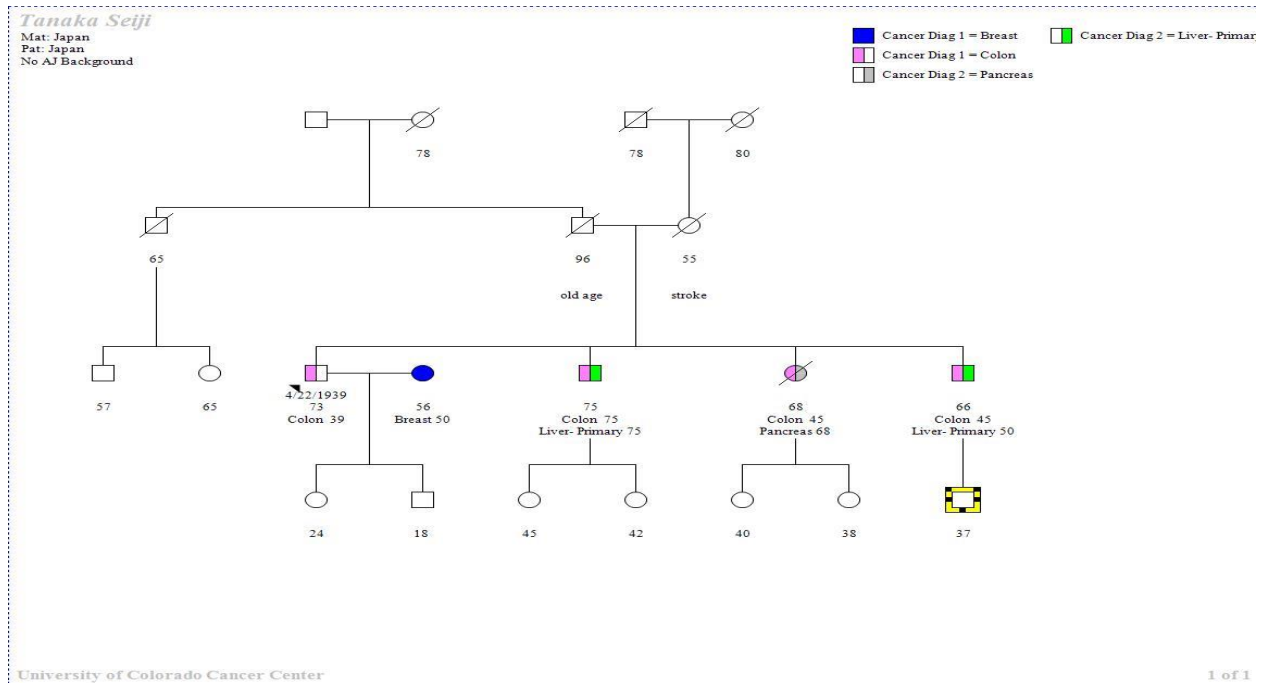 Tanaka Seiji
Mat: Japan
Pat: Japan
No AJ Background
Cancer Diag 1 = Breast
Cancer Diag 2 = Liver- Primar
Cancer Diag 1 = Colon
Cancer Diag 2 = Pancreas
78
78
80
65
96
55
old age
stroke
57
65
4/22/1939
73
Colon 39
56
Breast 50
75
Colon 75
Liver- Primary 75
68
Colon 45
Pancreas 68
66
Colon 45
Liver- Primary 50
24
18
45
42
40
38
37
University of Colorado Cancer Center
1 of 1